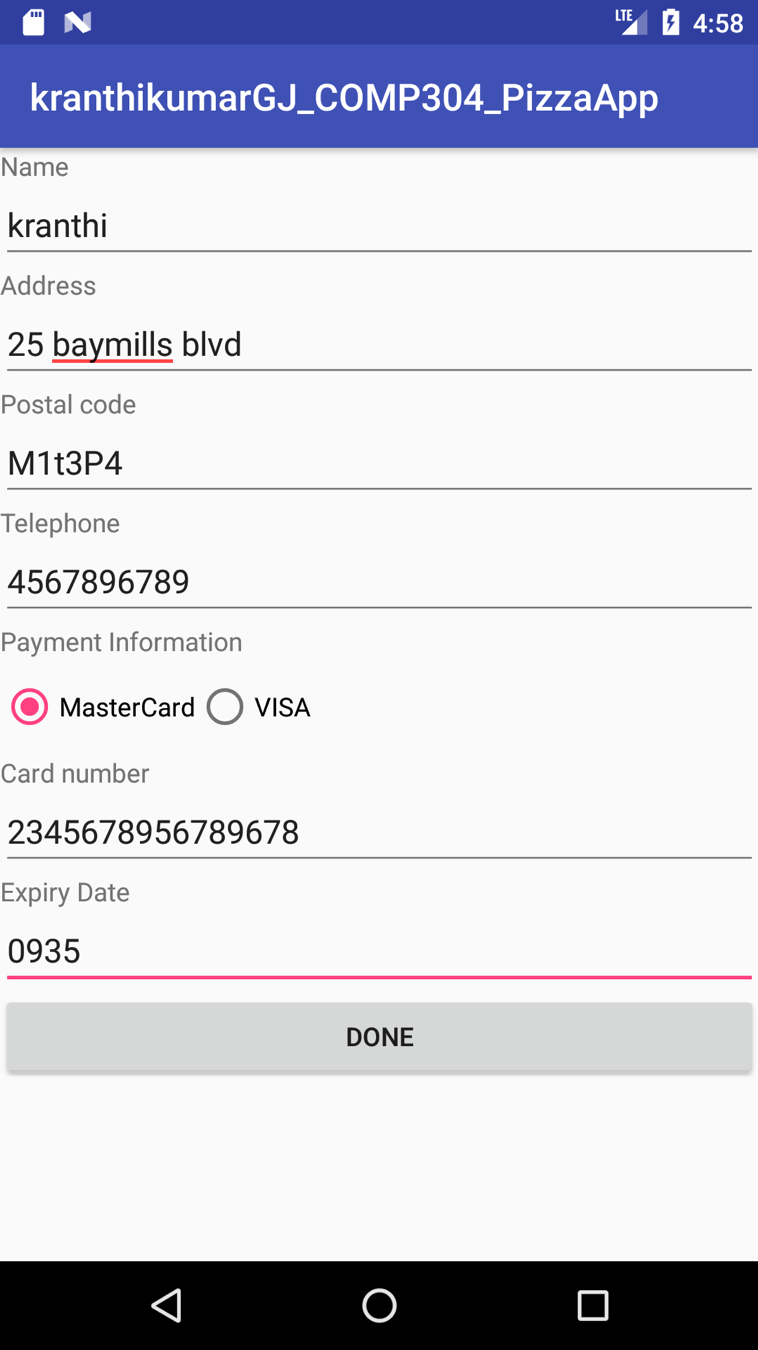 LTE 4:58
kranthikumarGJ_COMP304_PizzaApp
Name
kranthi
Address
25 baymills blvd
Postal code
M1t3P4
Telephone
4567896789
Payment Information
MasterCard VISA
Card number
2345678956789678
Expiry Date
0935
DONE